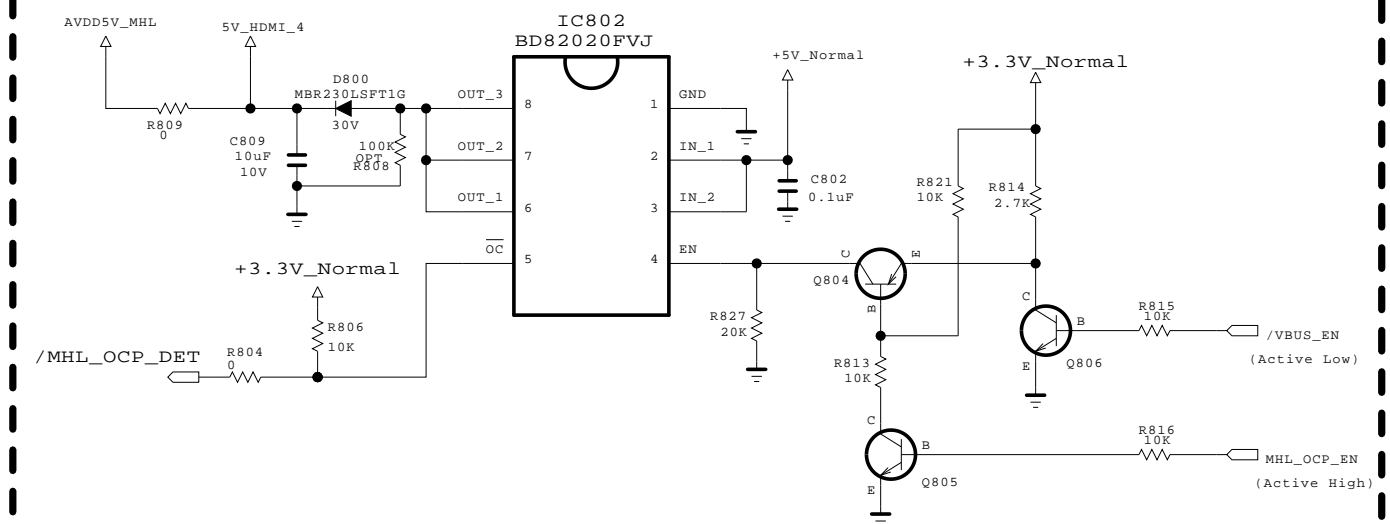 IC802
BD82020FVJ
AVDD5V_MHL
5V_HDMI_4
+5V_Normal
+3.3V_Normal
D800
MBR230LSFT1G
30V
R809
0
C809
10uF
10V
100K
OPT
R808
OUT_3
8
OUT_2
7
OUT_1
6
OC
5
1
GND
2
IN_1
3
IN_2
4
EN
C802
0.1uF
R821
10K
R814
2.7K
+3.3V_Normal
R806
10K
/MHL_OCP_DET
R804
0
R827
20K
C
E
B
Q804
R813
10K
C
B
E
Q806
R815
10K
/VBUS_EN
(Active Low)
C
B
E
Q805
R816
10K
MHL_OCP_EN
(Active High)